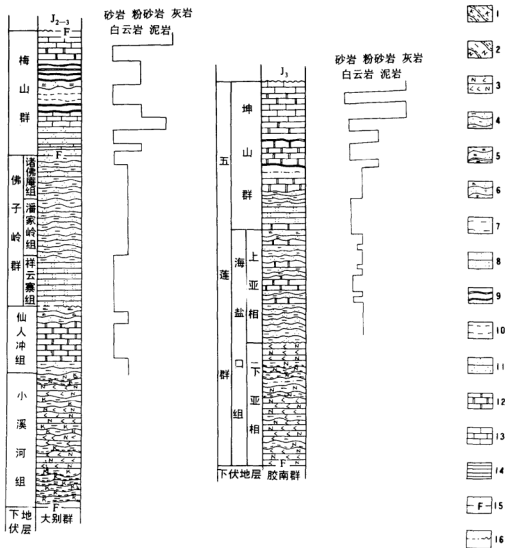 J₂₋₃
砂岩 粉砂岩 灰岩
白云岩 泥岩
F
梅山群
F
佛子岭群
诸佛庵组
潘家岭组
祥云寨组
仙人冲组
小溪河组
F
下伏地层
大别群
J₃
砂岩 粉砂岩 灰岩
白云岩 泥岩
五莲群
坤山群
海盐口组
上亚相
下亚相
F
下伏地层
胶南群
1
2
3
4
5
6
7
8
9
10
11
12
13
14
F 15
16